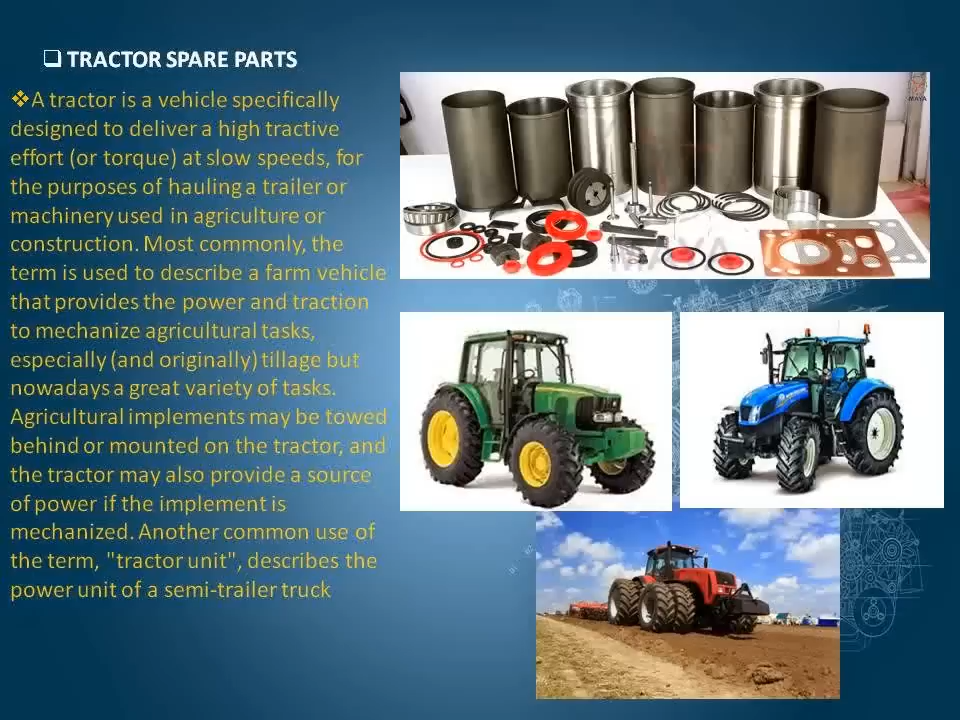 TRACTOR SPARE PARTS
A tractor is a vehicle specifically
designed to deliver a high tractive
effort (or torque) at slow speeds, for
the purposes of hauling a trailer or
machinery used in agriculture or
construction. Most commonly, the
term is used to describe a farm vehicle
that provides the power and traction
to mechanize agricultural tasks,
especially (and originally) tillage but
nowadays a great variety of tasks.
Agricultural implements may be towed
behind or mounted on the tractor, and
the tractor may also provide a source
of power if the implement is
mechanized. Another common use of
the term, "tractor unit", describes the
power unit of a semi-trailer truck
MAYA
MAYA